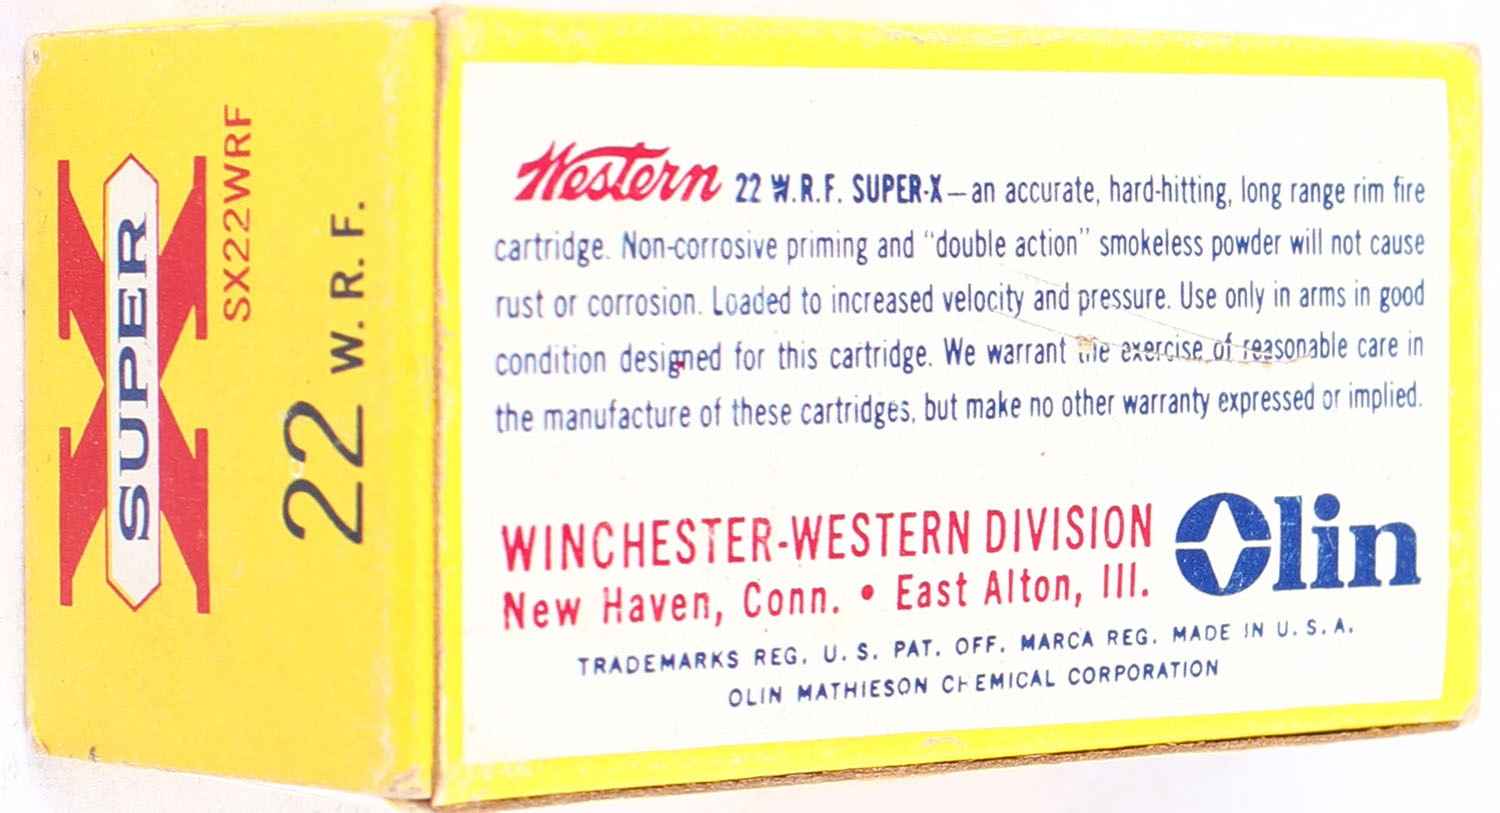 SUPER X
SX22WRF
22 W.R.F.
Western 22 W.R.F. SUPER-X—an accurate, hard-hitting, long range rim fire
cartridge. Non-corrosive priming and "double action" smokeless powder will not cause
rust or corrosion. Loaded to increased velocity and pressure. Use only in arms in good
condition designed for this cartridge. We warrant the exercise of reasonable care in
the manufacture of these cartridges, but make no other warranty expressed or implied.
WINCHESTER-WESTERN DIVISION
New Haven, Conn. • East Alton, Ill.
Olin
TRADEMARKS REG. U.S. PAT. OFF. MARCA REG. MADE IN U.S.A.
OLIN MATHIESON CHEMICAL CORPORATION